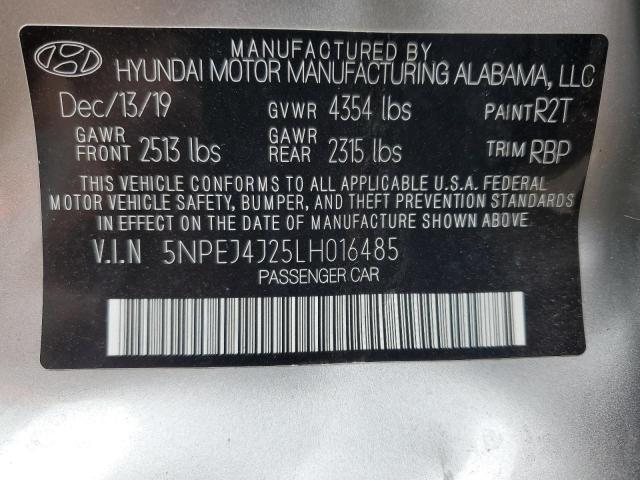 MANUFACTURED BY
HYUNDAI MOTOR MANUFACTURING ALABAMA, LLC
Dec/13/19 GVWR 4354 lbs PAINT R2T
GAWR FRONT 2513 lbs GAWR REAR 2315 lbs TRIM RBP
THIS VEHICLE CONFORMS TO ALL APPLICABLE U.S.A. FEDERAL
MOTOR VEHICLE SAFETY, BUMPER, AND THEFT PREVENTION STANDARDS
IN EFFECT ON THE DATE OF MANUFACTURE SHOWN ABOVE.
V.I.N 5NPEJ4J25LH016485
PASSENGER CAR